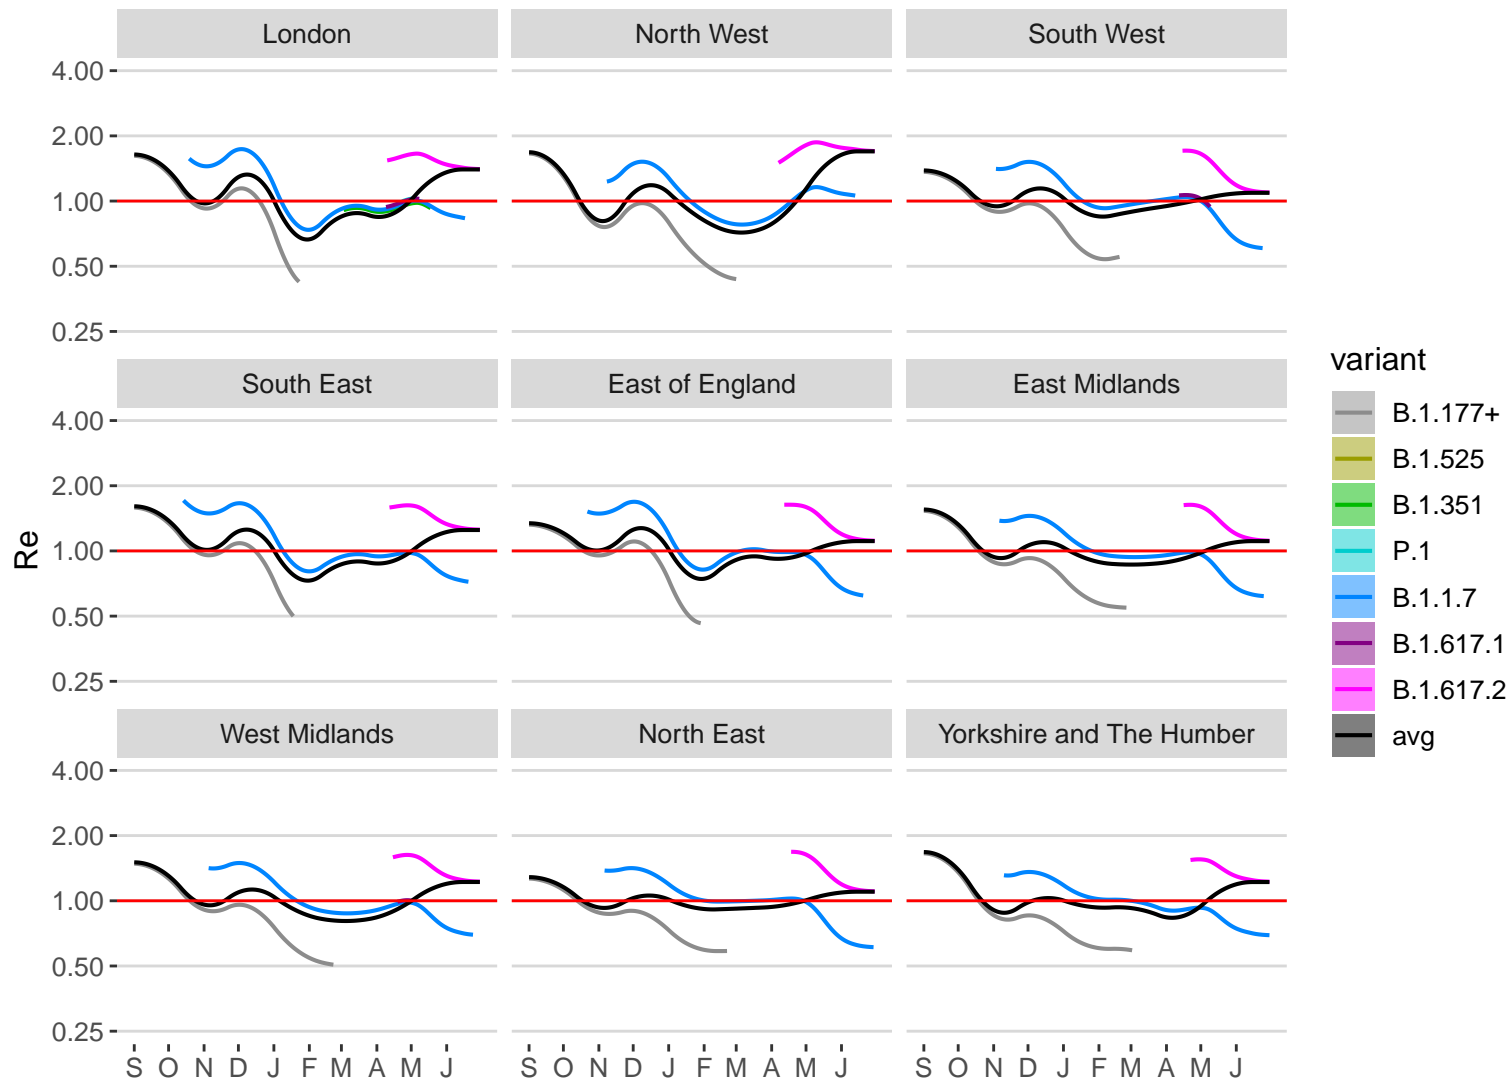 London
North West
South West
4.00
2.00
1.00
0.50
0.25
South East
East of England
East Midlands
4.00
2.00
1.00
0.50
0.25
Re
West Midlands
North East
Yorkshire and The Humber
4.00
2.00
1.00
0.50
0.25
S O N D J F M A M J
S O N D J F M A M J
S O N D J F M A M J
variant
B.1.177+
B.1.525
B.1.351
P.1
B.1.1.7
B.1.617.1
B.1.617.2
avg